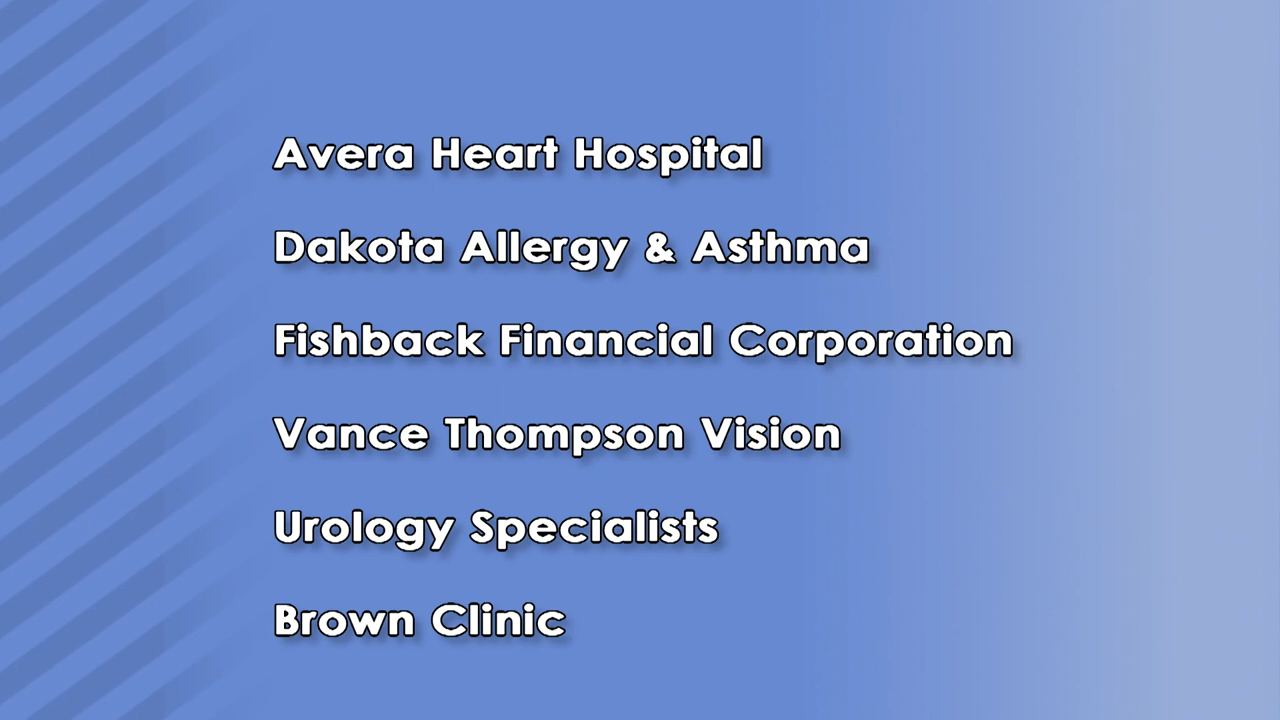 Avera Heart Hospital
Dakota Allergy & Asthma
Fishback Financial Corporation
Vance Thompson Vision
Urology Specialists
Brown Clinic